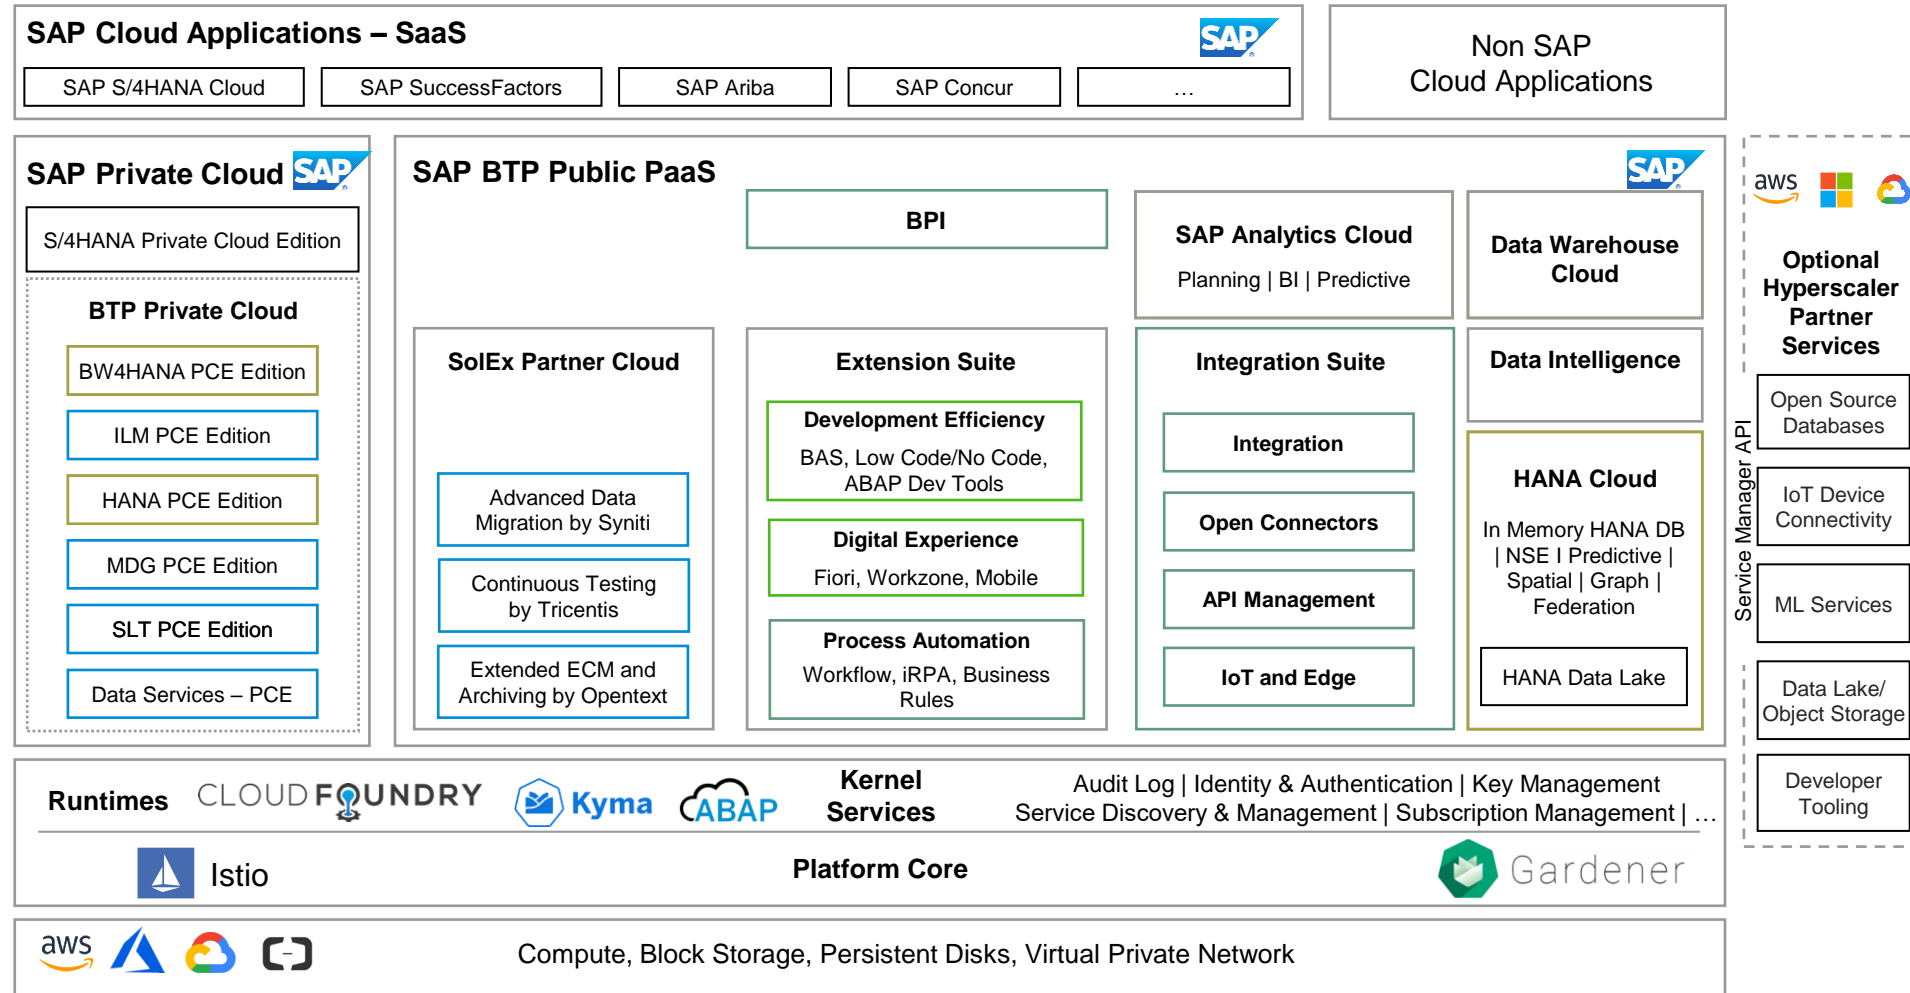 SAP Cloud Applications – SaaS
SAP
SAP S/4HANA Cloud
SAP SuccessFactors
SAP Ariba
SAP Concur
…
Non SAP
Cloud Applications
SAP Private Cloud
SAP
S/4HANA Private Cloud Edition
BTP Private Cloud
BW4HANA PCE Edition
ILM PCE Edition
HANA PCE Edition
MDG PCE Edition
SLT PCE Edition
Data Services – PCE
SAP BTP Public PaaS
SAP
BPI
SAP Analytics Cloud
Planning | BI | Predictive
Data Warehouse
Cloud
SolEx Partner Cloud
Advanced Data
Migration by Syniti
Continuous Testing
by Tricentis
Extended ECM and
Archiving by Opentext
Extension Suite
Development Efficiency
BAS, Low Code/No Code,
ABAP Dev Tools
Digital Experience
Fiori, Workzone, Mobile
Process Automation
Workflow, iRPA, Business
Rules
Integration Suite
Integration
Open Connectors
API Management
IoT and Edge
Data Intelligence
HANA Cloud
In Memory HANA DB
| NSE I Predictive |
Spatial | Graph |
Federation
HANA Data Lake
Service Manager API
aws
Optional
Hyperscaler
Partner
Services
Open Source
Databases
IoT Device
Connectivity
ML Services
Data Lake/
Object Storage
Developer
Tooling
Runtimes
CLOUD FOUNDRY
Kyma
ABAP
Kernel
Services
Audit Log | Identity & Authentication | Key Management
Service Discovery & Management | Subscription Management | …
Istio
Platform Core
Gardener
aws
Compute, Block Storage, Persistent Disks, Virtual Private Network